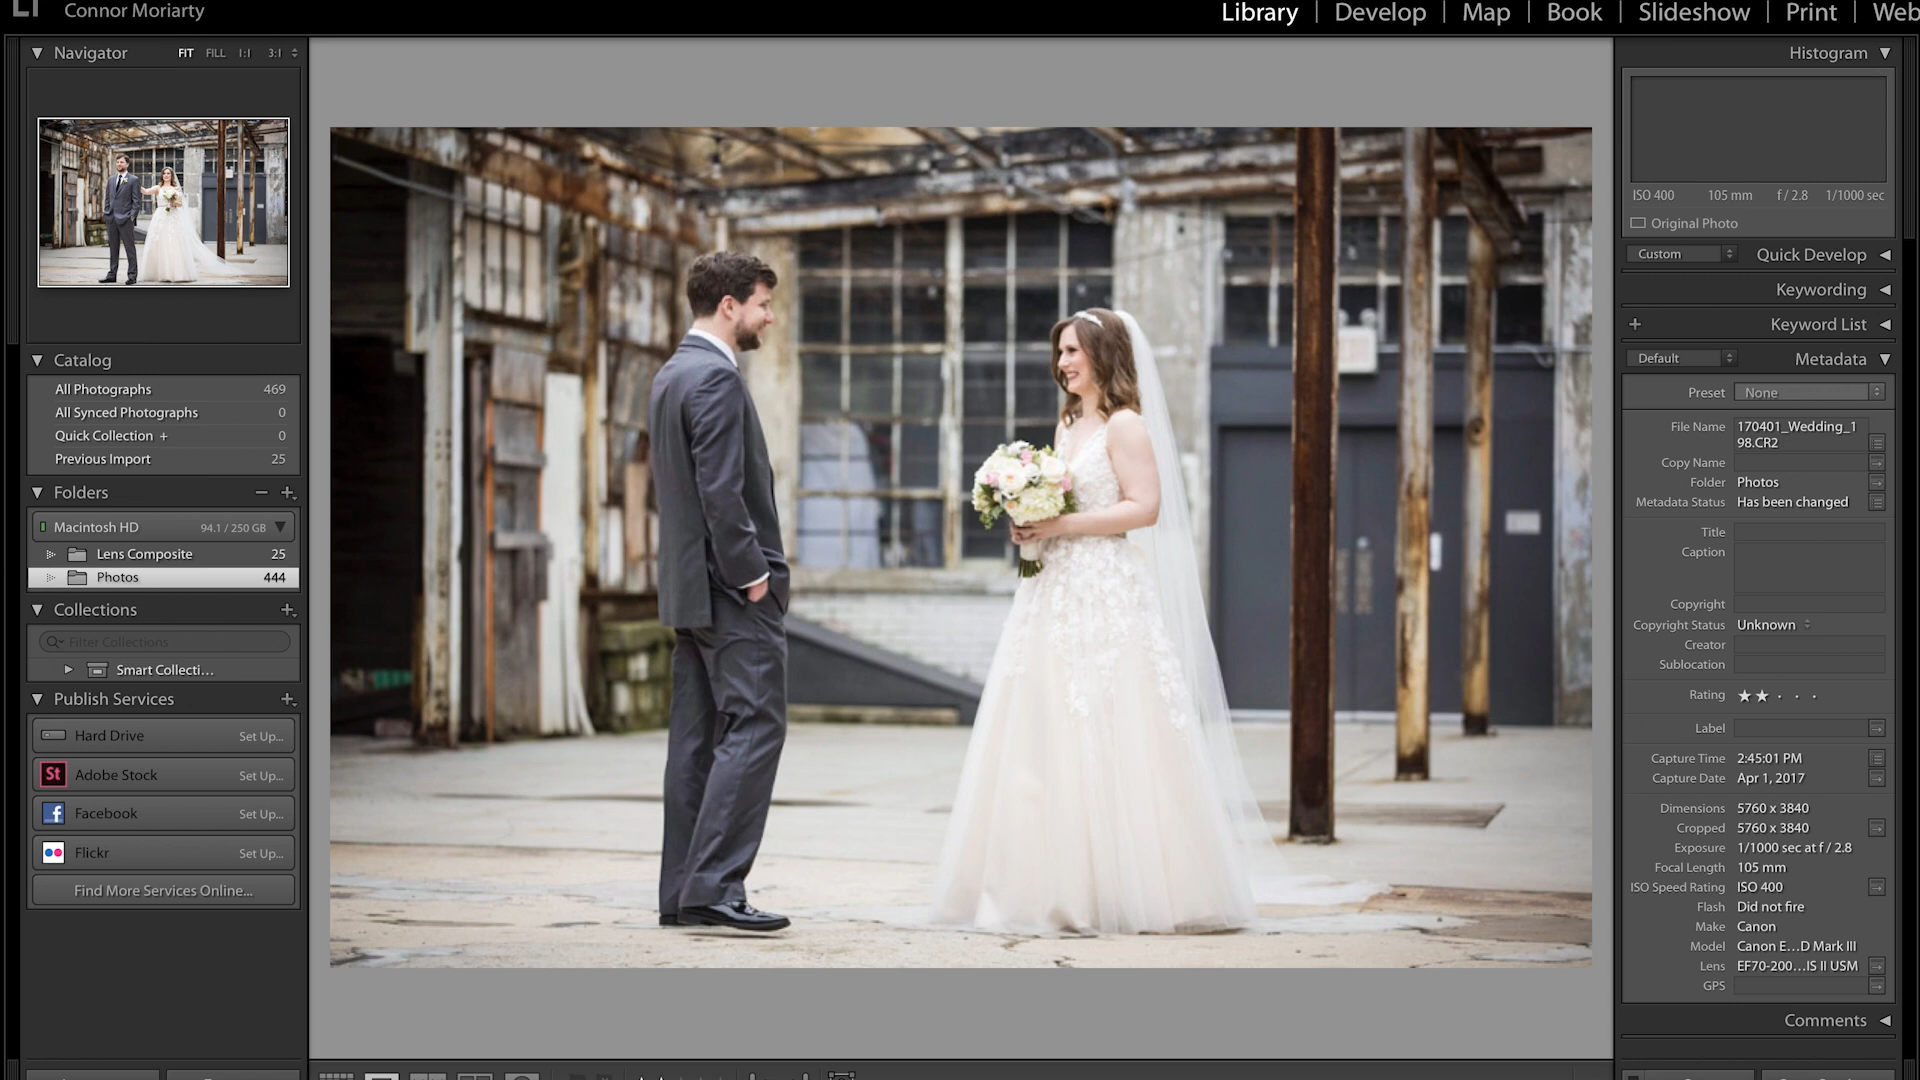 Lr Connor Moriarty
Library | Develop | Map | Book | Slideshow | Print | Web
Navigator FIT FILL 1:1 3:1
Catalog
All Photographs 469
All Synced Photographs 0
Quick Collection + 0
Previous Import 25
Folders
Macintosh HD 94.1 / 250 GB
Lens Composite 25
Photos 444
Collections
Filter Collections
Smart Collecti...
Publish Services
Hard Drive Set Up...
St Adobe Stock Set Up...
f Facebook Set Up...
Flickr Set Up...
Find More Services Online...
Histogram
ISO 400 105 mm f / 2.8 1/1000 sec
Original Photo
Custom Quick Develop
Keywording
+ Keyword List
Default Metadata
Preset None
File Name 170401_Wedding_1
98.CR2
Copy Name
Folder Photos
Metadata Status Has been changed
Title
Caption
Copyright
Copyright Status Unknown
Creator
Sublocation
Rating ★ ★ · · ·
Label
Capture Time 2:45:01 PM
Capture Date Apr 1, 2017
Dimensions 5760 x 3840
Cropped 5760 x 3840
Exposure 1/1000 sec at f / 2.8
Focal Length 105 mm
ISO Speed Rating ISO 400
Flash Did not fire
Make Canon
Model Canon E...D Mark III
Lens EF70-200...IS II USM
GPS
Comments